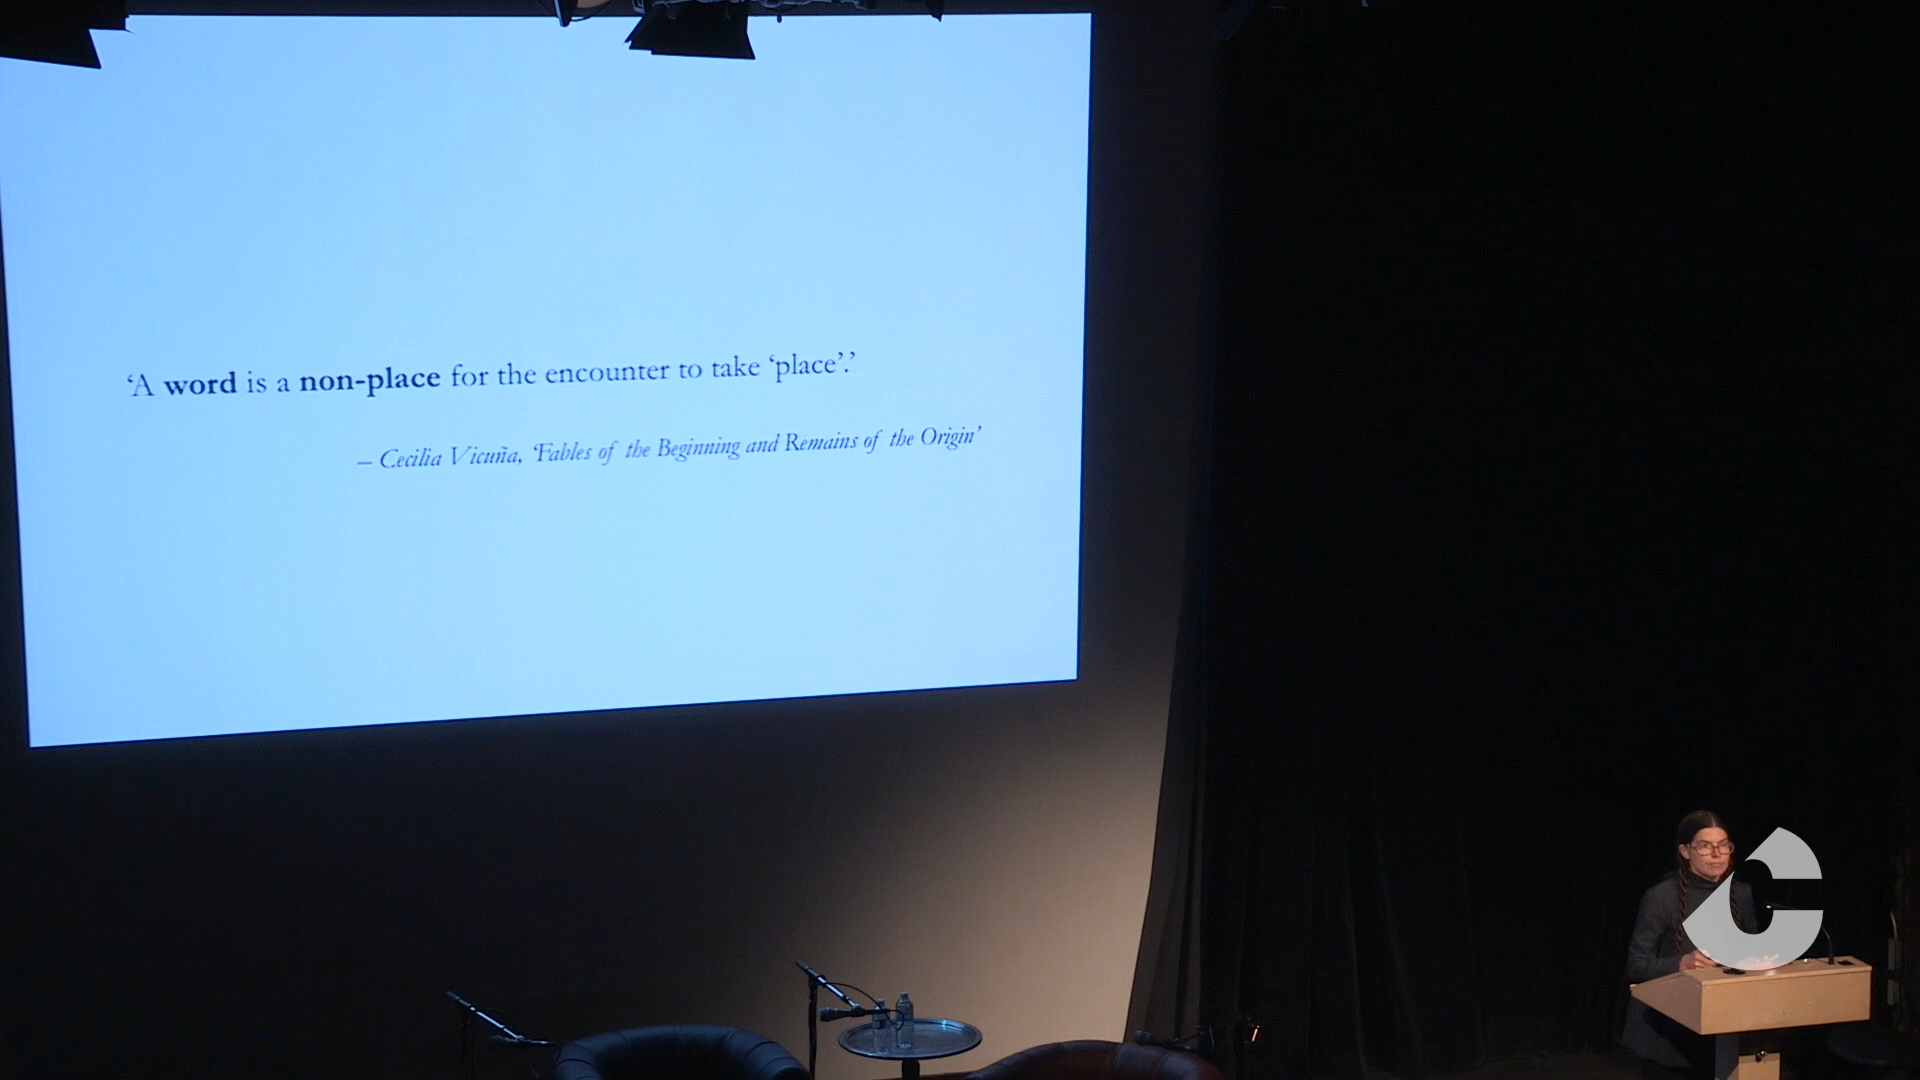 ‘A word is a non-place for the encounter to take ‘place’.’
– Cecilia Vicuña, ‘Fables of the Beginning and Remains of the Origin’